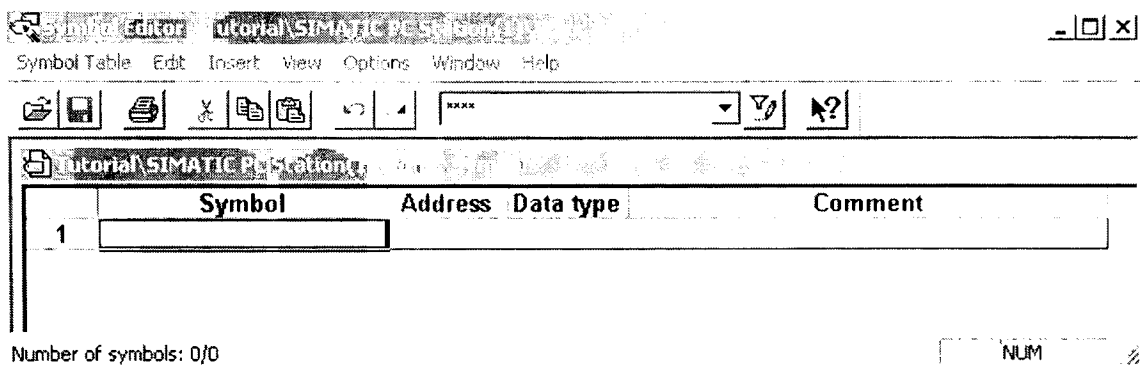 Symbol Editor utorial\SIMATIC PC Station
Symbol Table Edit Insert View Options Window Help
xxxx
Tutorial\SIMATIC PC Station
Symbol Address Data type Comment
1
Number of symbols: 0/0 NUM